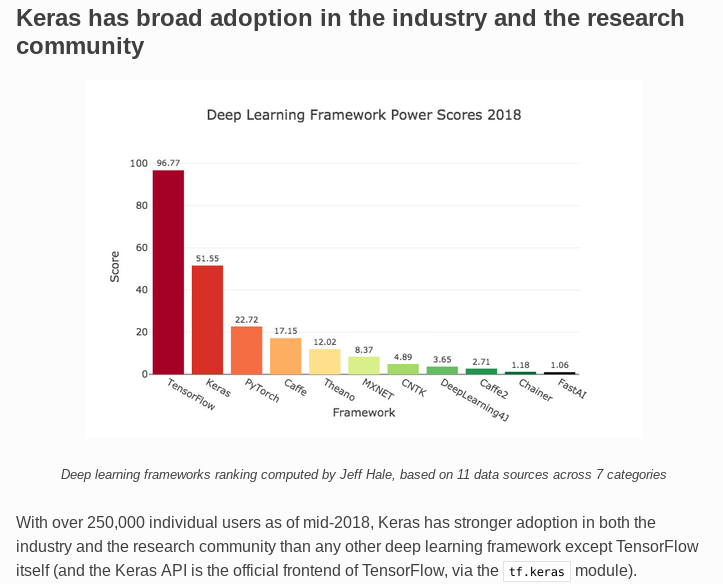 Keras has broad adoption in the industry and the research
community
Deep Learning Framework Power Scores 2018
100
80
60
40
20
0
Score
96.77
51.55
22.72
17.15
12.02
8.37
4.89
3.65
2.71
1.18
1.06
TensorFlow
Keras
PyTorch
Caffe
Theano
MXNET
CNTK
DeepLearning4J
Caffe2
Chainer
FastAI
Framework
Deep learning frameworks ranking computed by Jeff Hale, based on 11 data sources across 7 categories
With over 250,000 individual users as of mid-2018, Keras has stronger adoption in both the
industry and the research community than any other deep learning framework except TensorFlow
itself (and the Keras API is the official frontend of TensorFlow, via the tf.keras module).